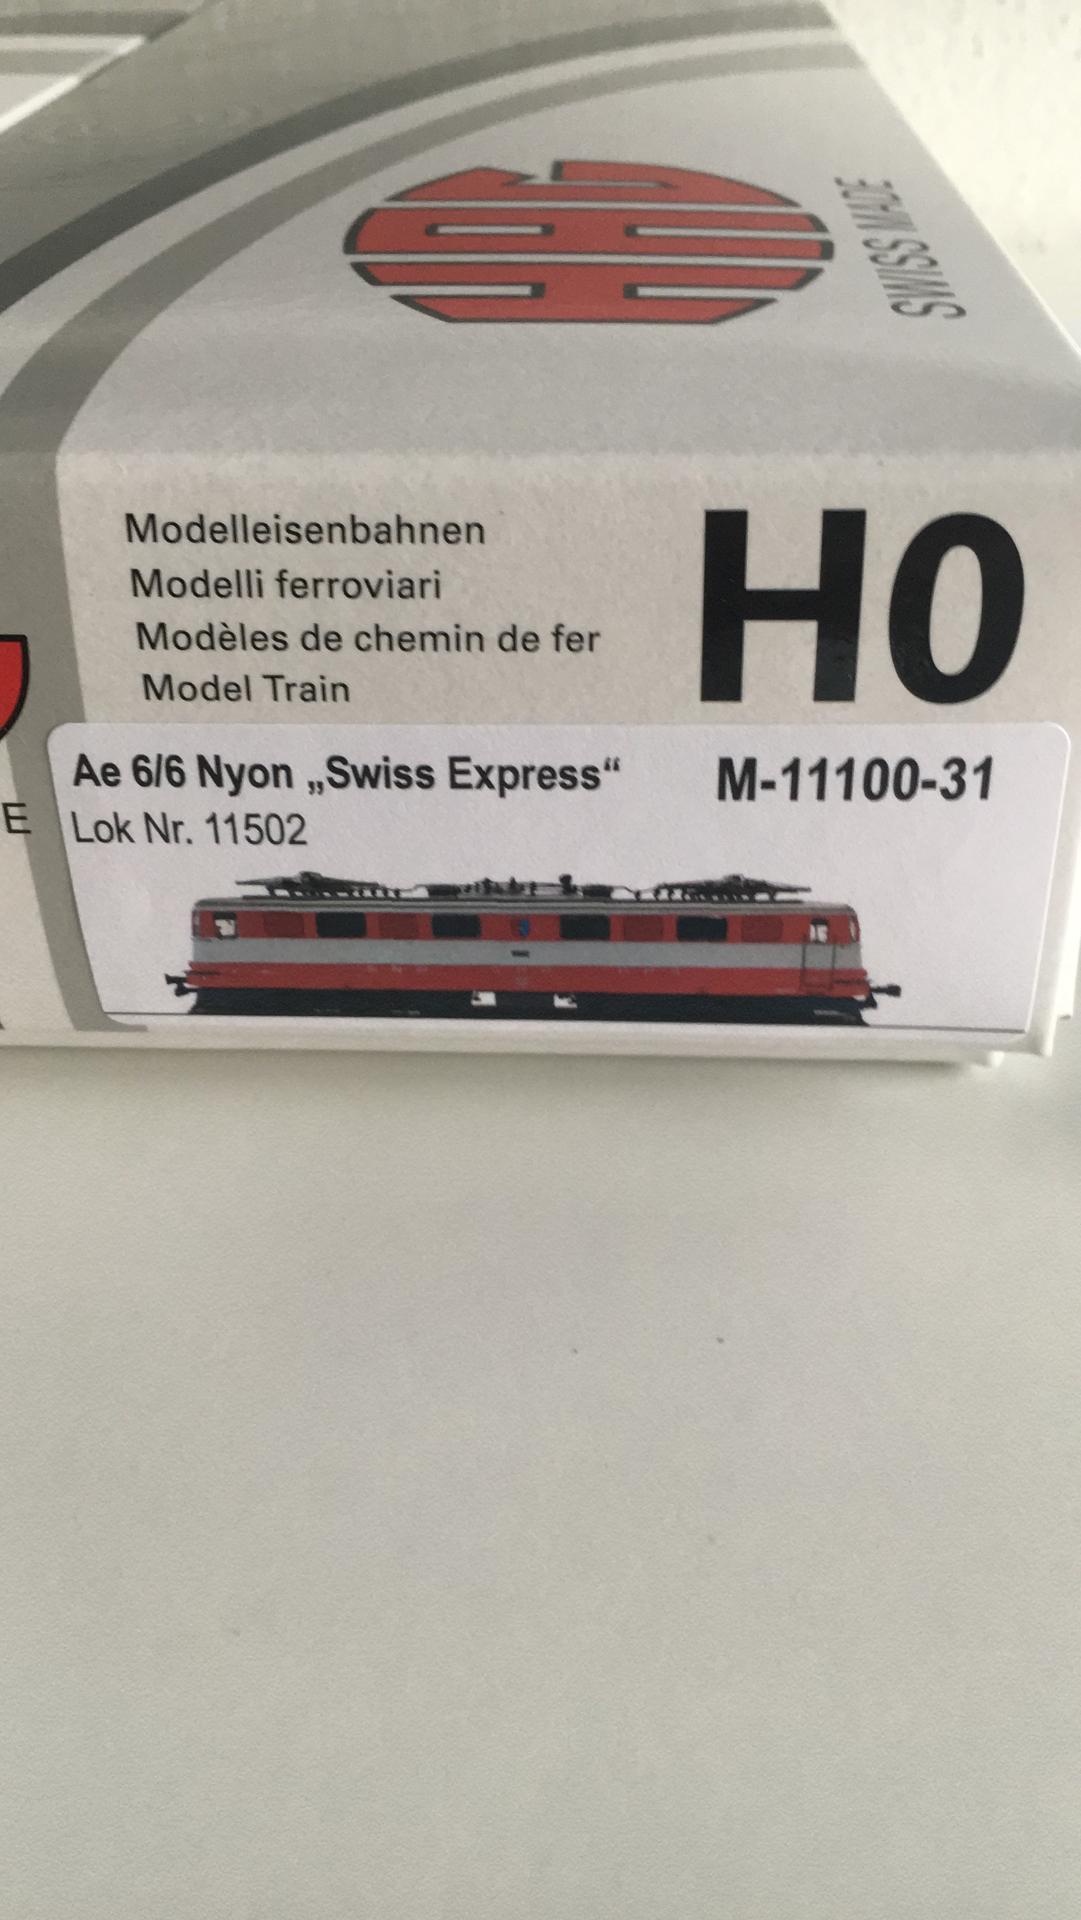 HAG
SWISS MADE
Modelleisenbahnen
Modelli ferroviari
Modèles de chemin de fer
Model Train
H0
Ae 6/6 Nyon „Swiss Express“ M-11100-31
Lok Nr. 11502
E